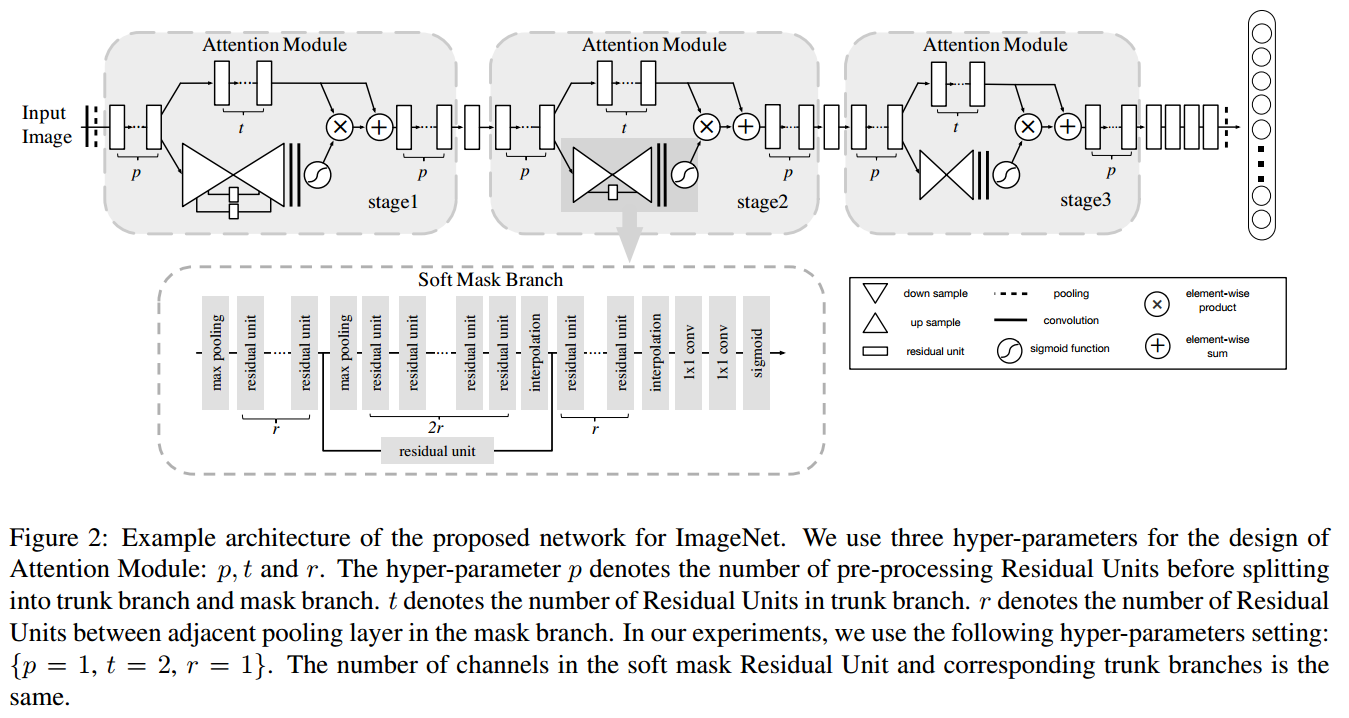 Attention Module
Attention Module
Attention Module
Input
Image
t
t
t
p
p
p
p
p
p
stage1
stage2
stage3
Soft Mask Branch
max pooling
residual unit
residual unit
max pooling
residual unit
residual unit
residual unit
residual unit
interpolation
residual unit
residual unit
interpolation
1x1 conv
1x1 conv
sigmoid
r
2r
r
residual unit
down sample
up sample
residual unit
pooling
convolution
sigmoid function
element-wise
product
element-wise
sum
Figure 2: Example architecture of the proposed network for ImageNet. We use three hyper-parameters for the design of
Attention Module: p, t and r. The hyper-parameter p denotes the number of pre-processing Residual Units before splitting
into trunk branch and mask branch. t denotes the number of Residual Units in trunk branch. r denotes the number of Residual
Units between adjacent pooling layer in the mask branch. In our experiments, we use the following hyper-parameters setting:
{p = 1, t = 2, r = 1}. The number of channels in the soft mask Residual Unit and corresponding trunk branches is the
same.